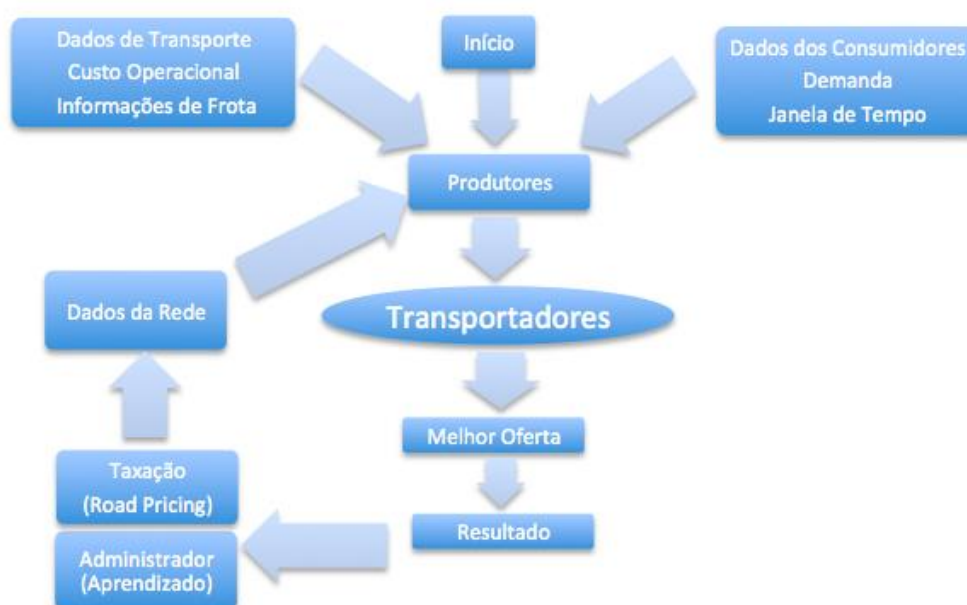 Dados de Transporte
Custo Operacional
Informações de Frota
Início
Dados dos Consumidores
Demanda
Janela de Tempo
Produtores
Dados da Rede
Transportadores
Melhor Oferta
Taxação
(Road Pricing)
Resultado
Administrador
(Aprendizado)